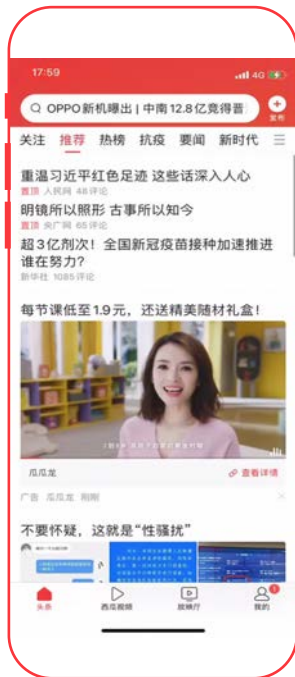 17:59
4G
OPPO新机曝出 | 中南12.8亿竞得晋
发布
关注 推荐 热榜 抗疫 要闻 新时代
重温习近平红色足迹 这些话深入人心
置顶 人民网 48评论
明镜所以照形 古事所以知今
置顶 央广网 65评论
超3亿剂次！全国新冠疫苗接种加速推进
谁在努力？
新华社 1085评论
每节课低至1.9元，还送精美随材礼盒！
瓜瓜龙
查看详情
广告 瓜瓜龙 刚刚
不要怀疑，这就是“性骚扰”
头条 西瓜视频 放映厅 我的